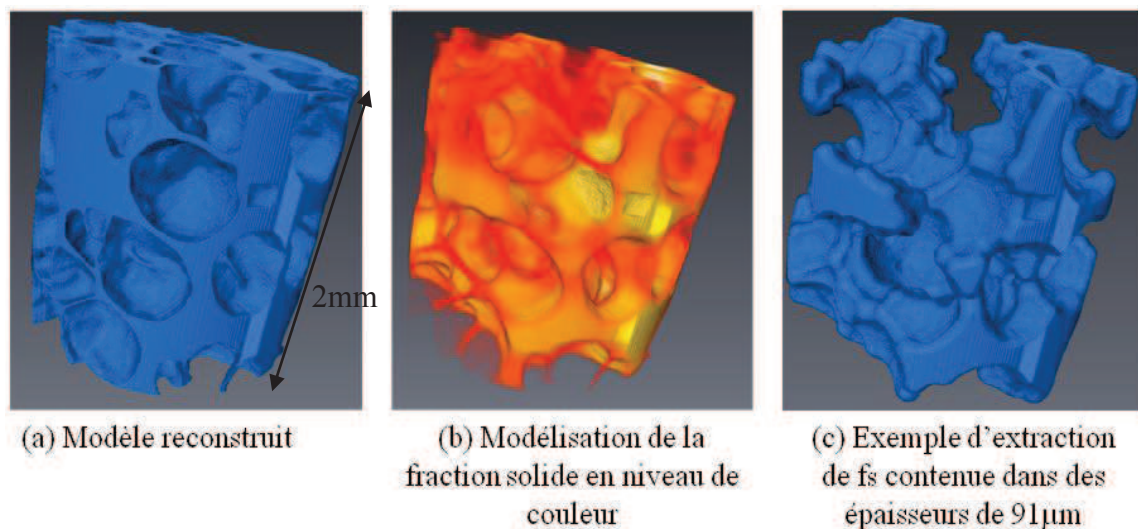 2mm
(a) Modèle reconstruit
(b) Modélisation de la
fraction solide en niveau de
couleur
(c) Exemple d'extraction
de fs contenue dans des
épaisseurs de 91µm